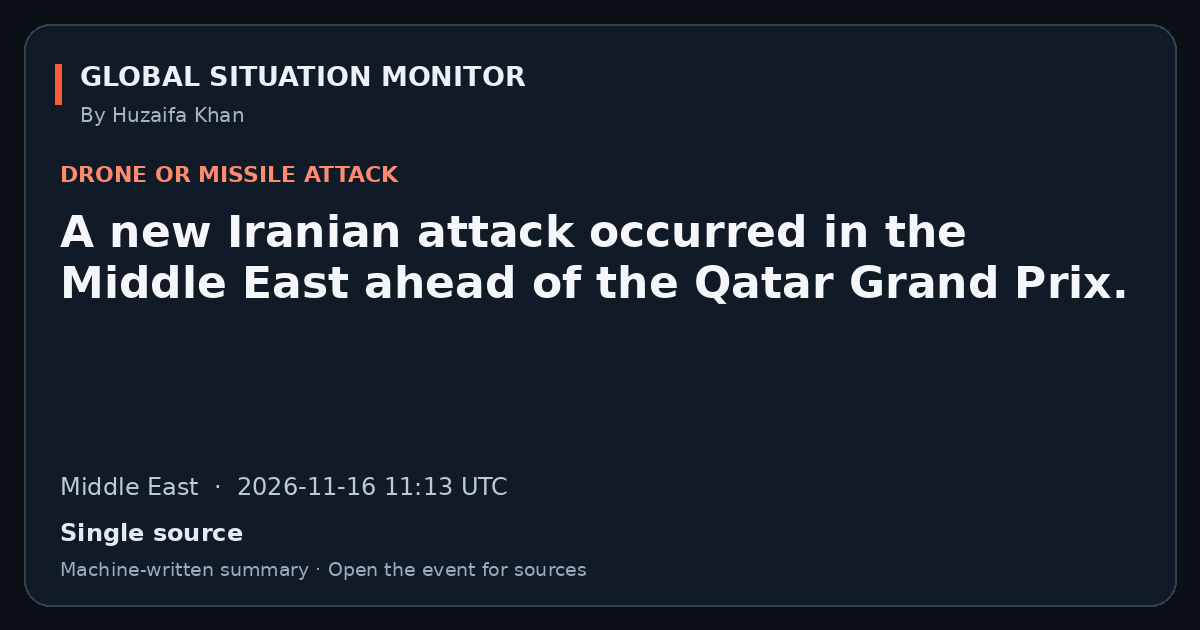 GLOBAL SITUATION MONITOR
By Huzaifa Khan
DRONE OR MISSILE ATTACK
A new Iranian attack occurred in the
Middle East ahead of the Qatar Grand Prix.
Middle East · 2026-11-16 11:13 UTC
Single source
Machine-written summary · Open the event for sources